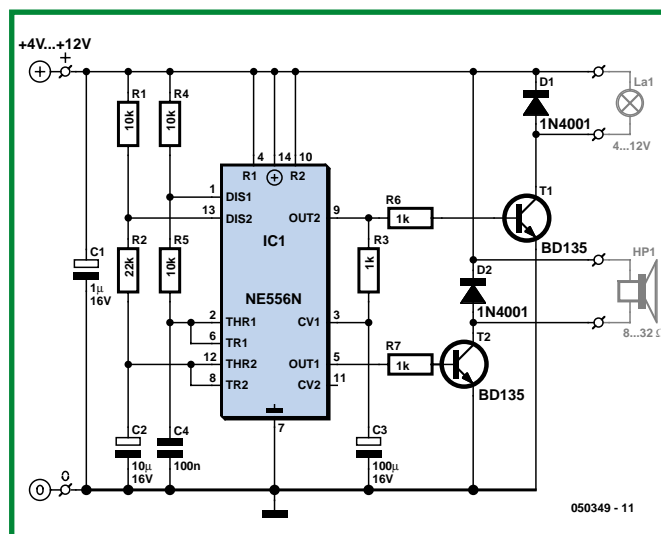 +4V...+12V
+
R1
10k
R4
10k
D1
1N4001
La1
4...12V
4
14
10
R1
R2
1
DIS1
13
DIS2
OUT2
9
IC1
R6
1k
T1
BD135
C1
1µ
16V
R2
22k
R5
10k
R3
1k
D2
1N4001
HP1
8...32 Ω
NE556N
2
THR1
6
TR1
CV1
3
12
THR2
8
TR2
OUT1
5
CV2
11
R7
1k
T2
BD135
7
C2
10µ
16V
C4
100n
C3
100µ
16V
0
0
050349 - 11